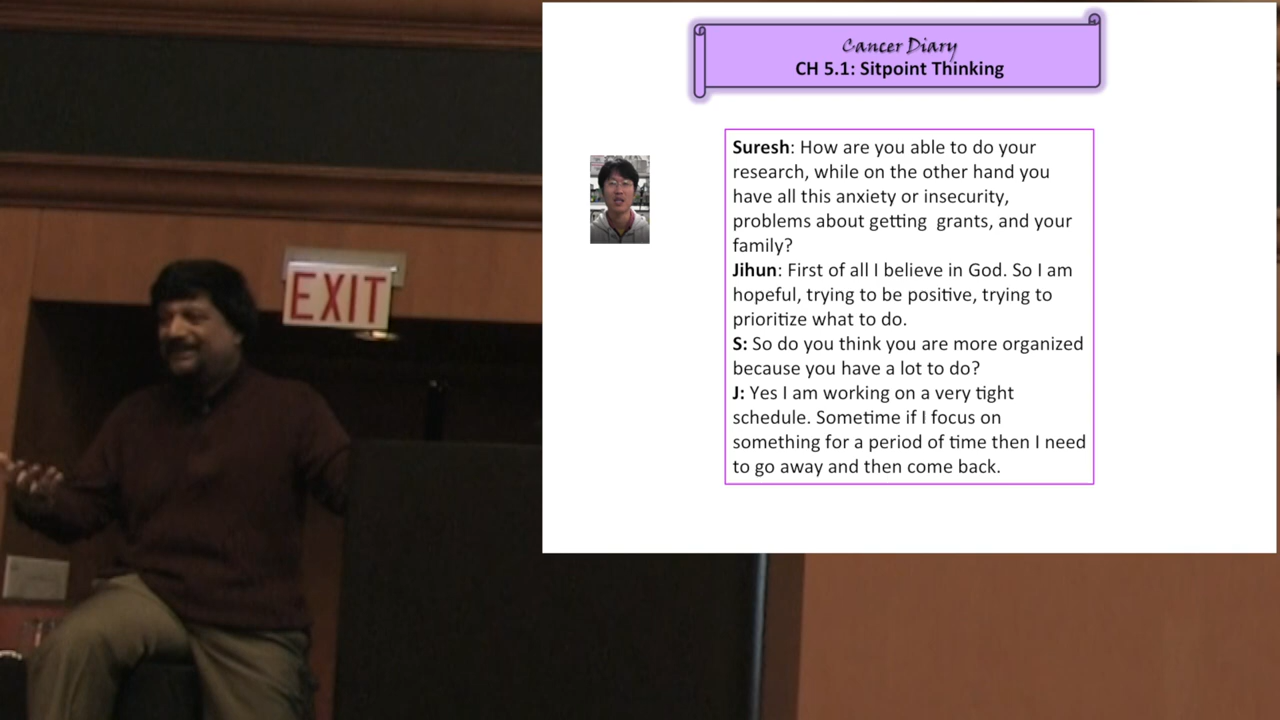 Cancer Diary
CH 5.1: Sitpoint Thinking
Suresh: How are you able to do your
research, while on the other hand you
have all this anxiety or insecurity,
problems about getting grants, and your
family?
Jihun: First of all I believe in God. So I am
hopeful, trying to be positive, trying to
prioritize what to do.
S: So do you think you are more organized
because you have a lot to do?
J: Yes I am working on a very tight
schedule. Sometime if I focus on
something for a period of time then I need
to go away and then come back.
EXIT